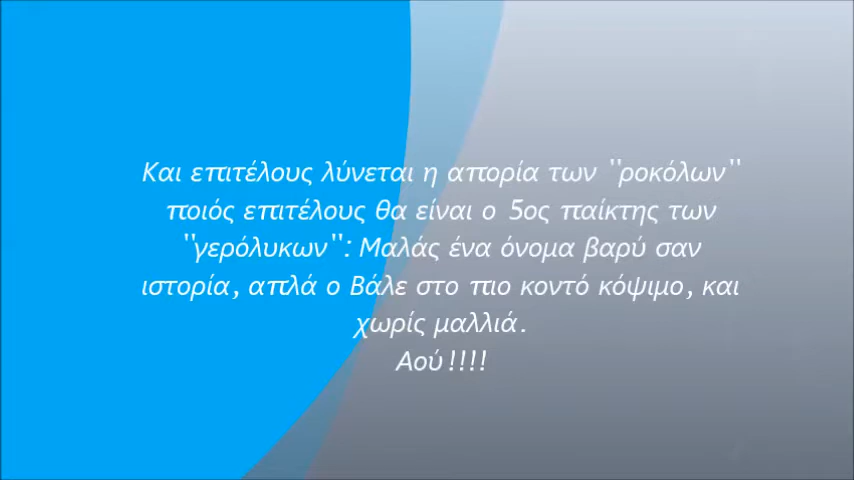 Και επιτέλους λύνεται η απορία των "ροκόλων"
ποιός επιτέλους θα είναι ο 5ος παίκτης των
"γερόλυκων": Μαλάς ένα όνομα βαρύ σαν
ιστορία, απλά ο Βάλε στο πιο κοντό κόψιμο, και
χωρίς μαλλιά.
Αού!!!!